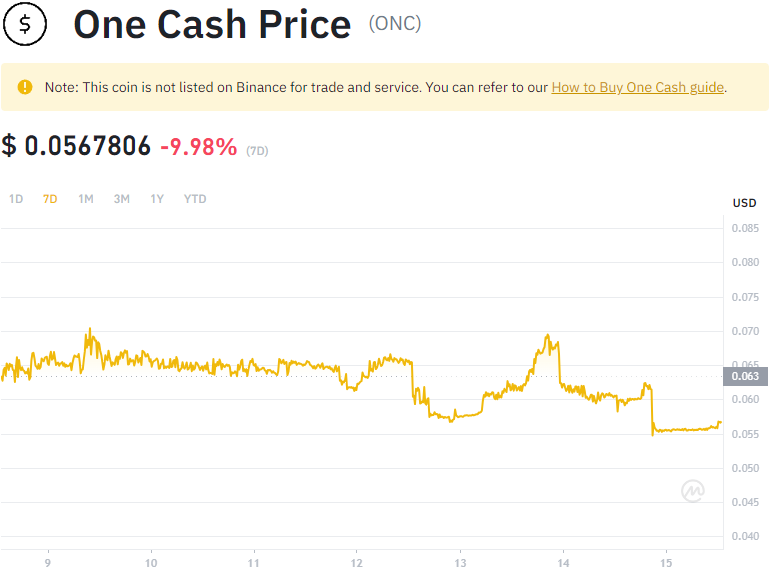 $
One Cash Price (ONC)
Note: This coin is not listed on Binance for trade and service. You can refer to our How to Buy One Cash guide.
$ 0.0567806 -9.98% (7D)
1D 7D 1M 3M 1Y YTD
USD
0.085
0.080
0.075
0.070
0.065
0.063
0.060
0.055
0.050
0.045
0.040
9 10 11 12 13 14 15